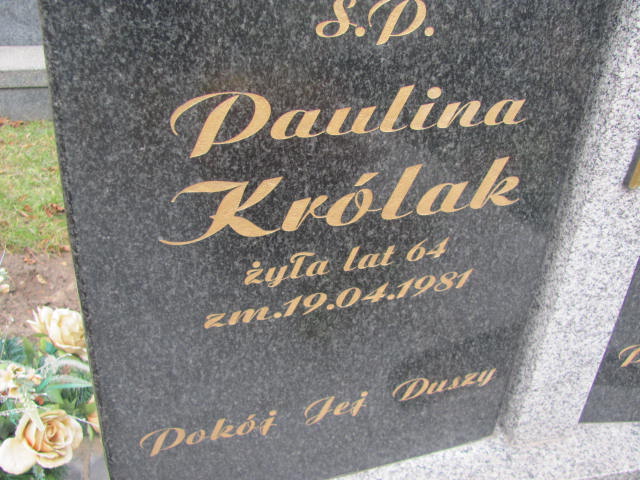 Ś.P.
Paulina
Królak
żyła lat 64
zm.19.04.1981
Pokój Jej Duszy